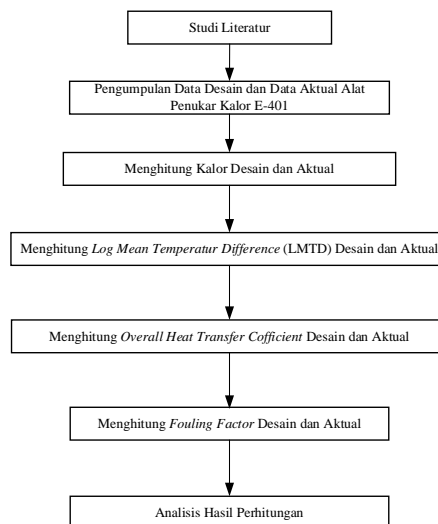 Studi Literatur
Pengumpulan Data Desain dan Data Aktual Alat
Penukar Kalor E-401
Menghitung Kalor Desain dan Aktual
Menghitung Log Mean Temperatur Difference (LMTD) Desain dan Aktual
Menghitung Overall Heat Transfer Cofficient Desain dan Aktual
Menghitung Fouling Factor Desain dan Aktual
Analisis Hasil Perhitungan